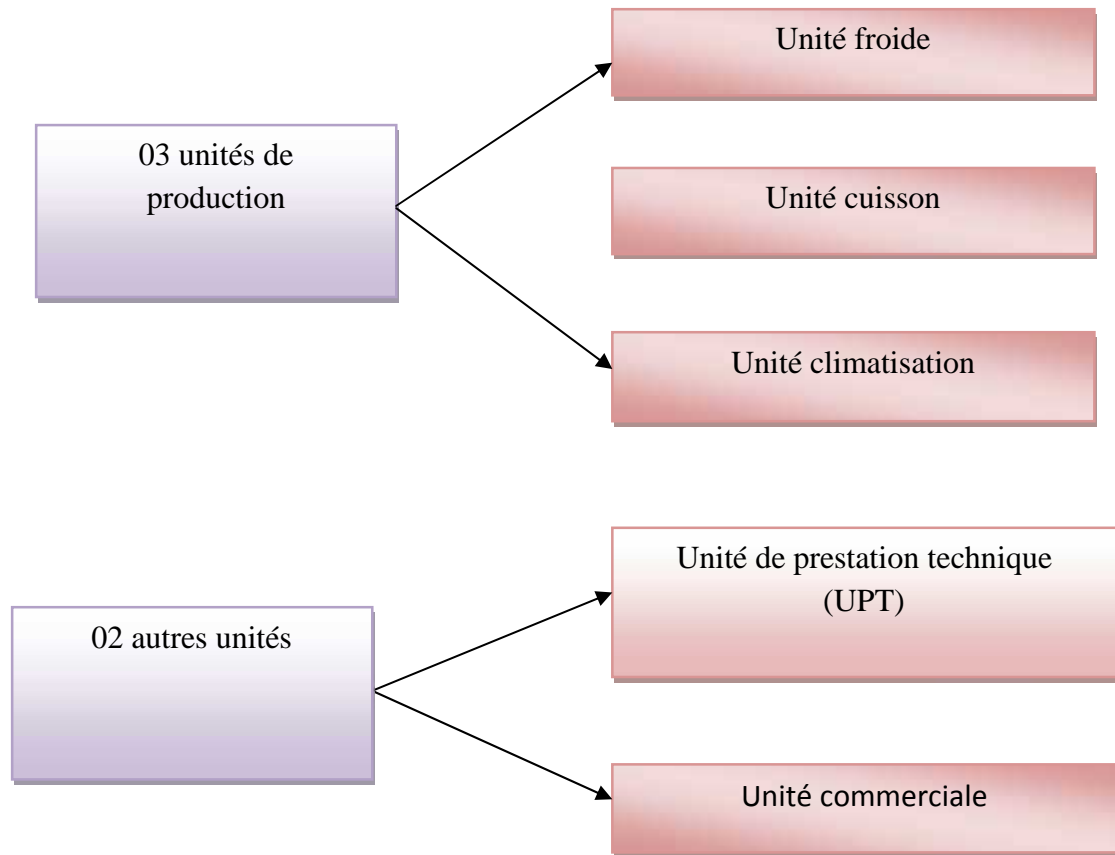 03 unités de
production
Unité froide
Unité cuisson
Unité climatisation
02 autres unités
Unité de prestation technique
(UPT)
Unité commerciale